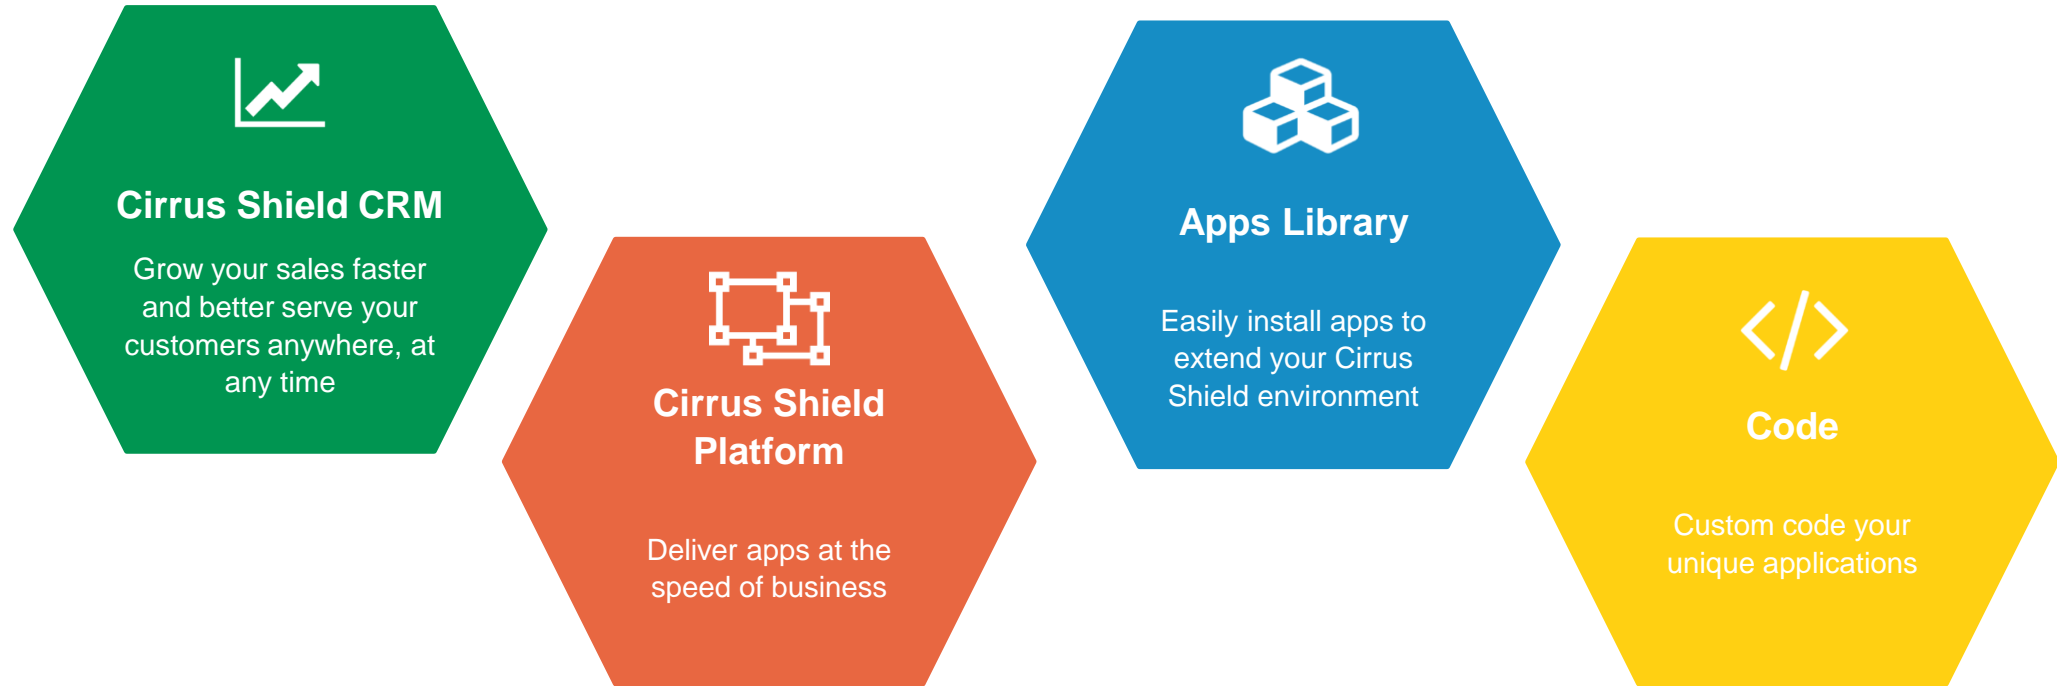 Cirrus Shield CRM
Grow your sales faster
and better serve your
customers anywhere, at
any time
Cirrus Shield
Platform
Deliver apps at the
speed of business
Apps Library
Easily install apps to
extend your Cirrus
Shield environment
Code
Custom code your
unique applications